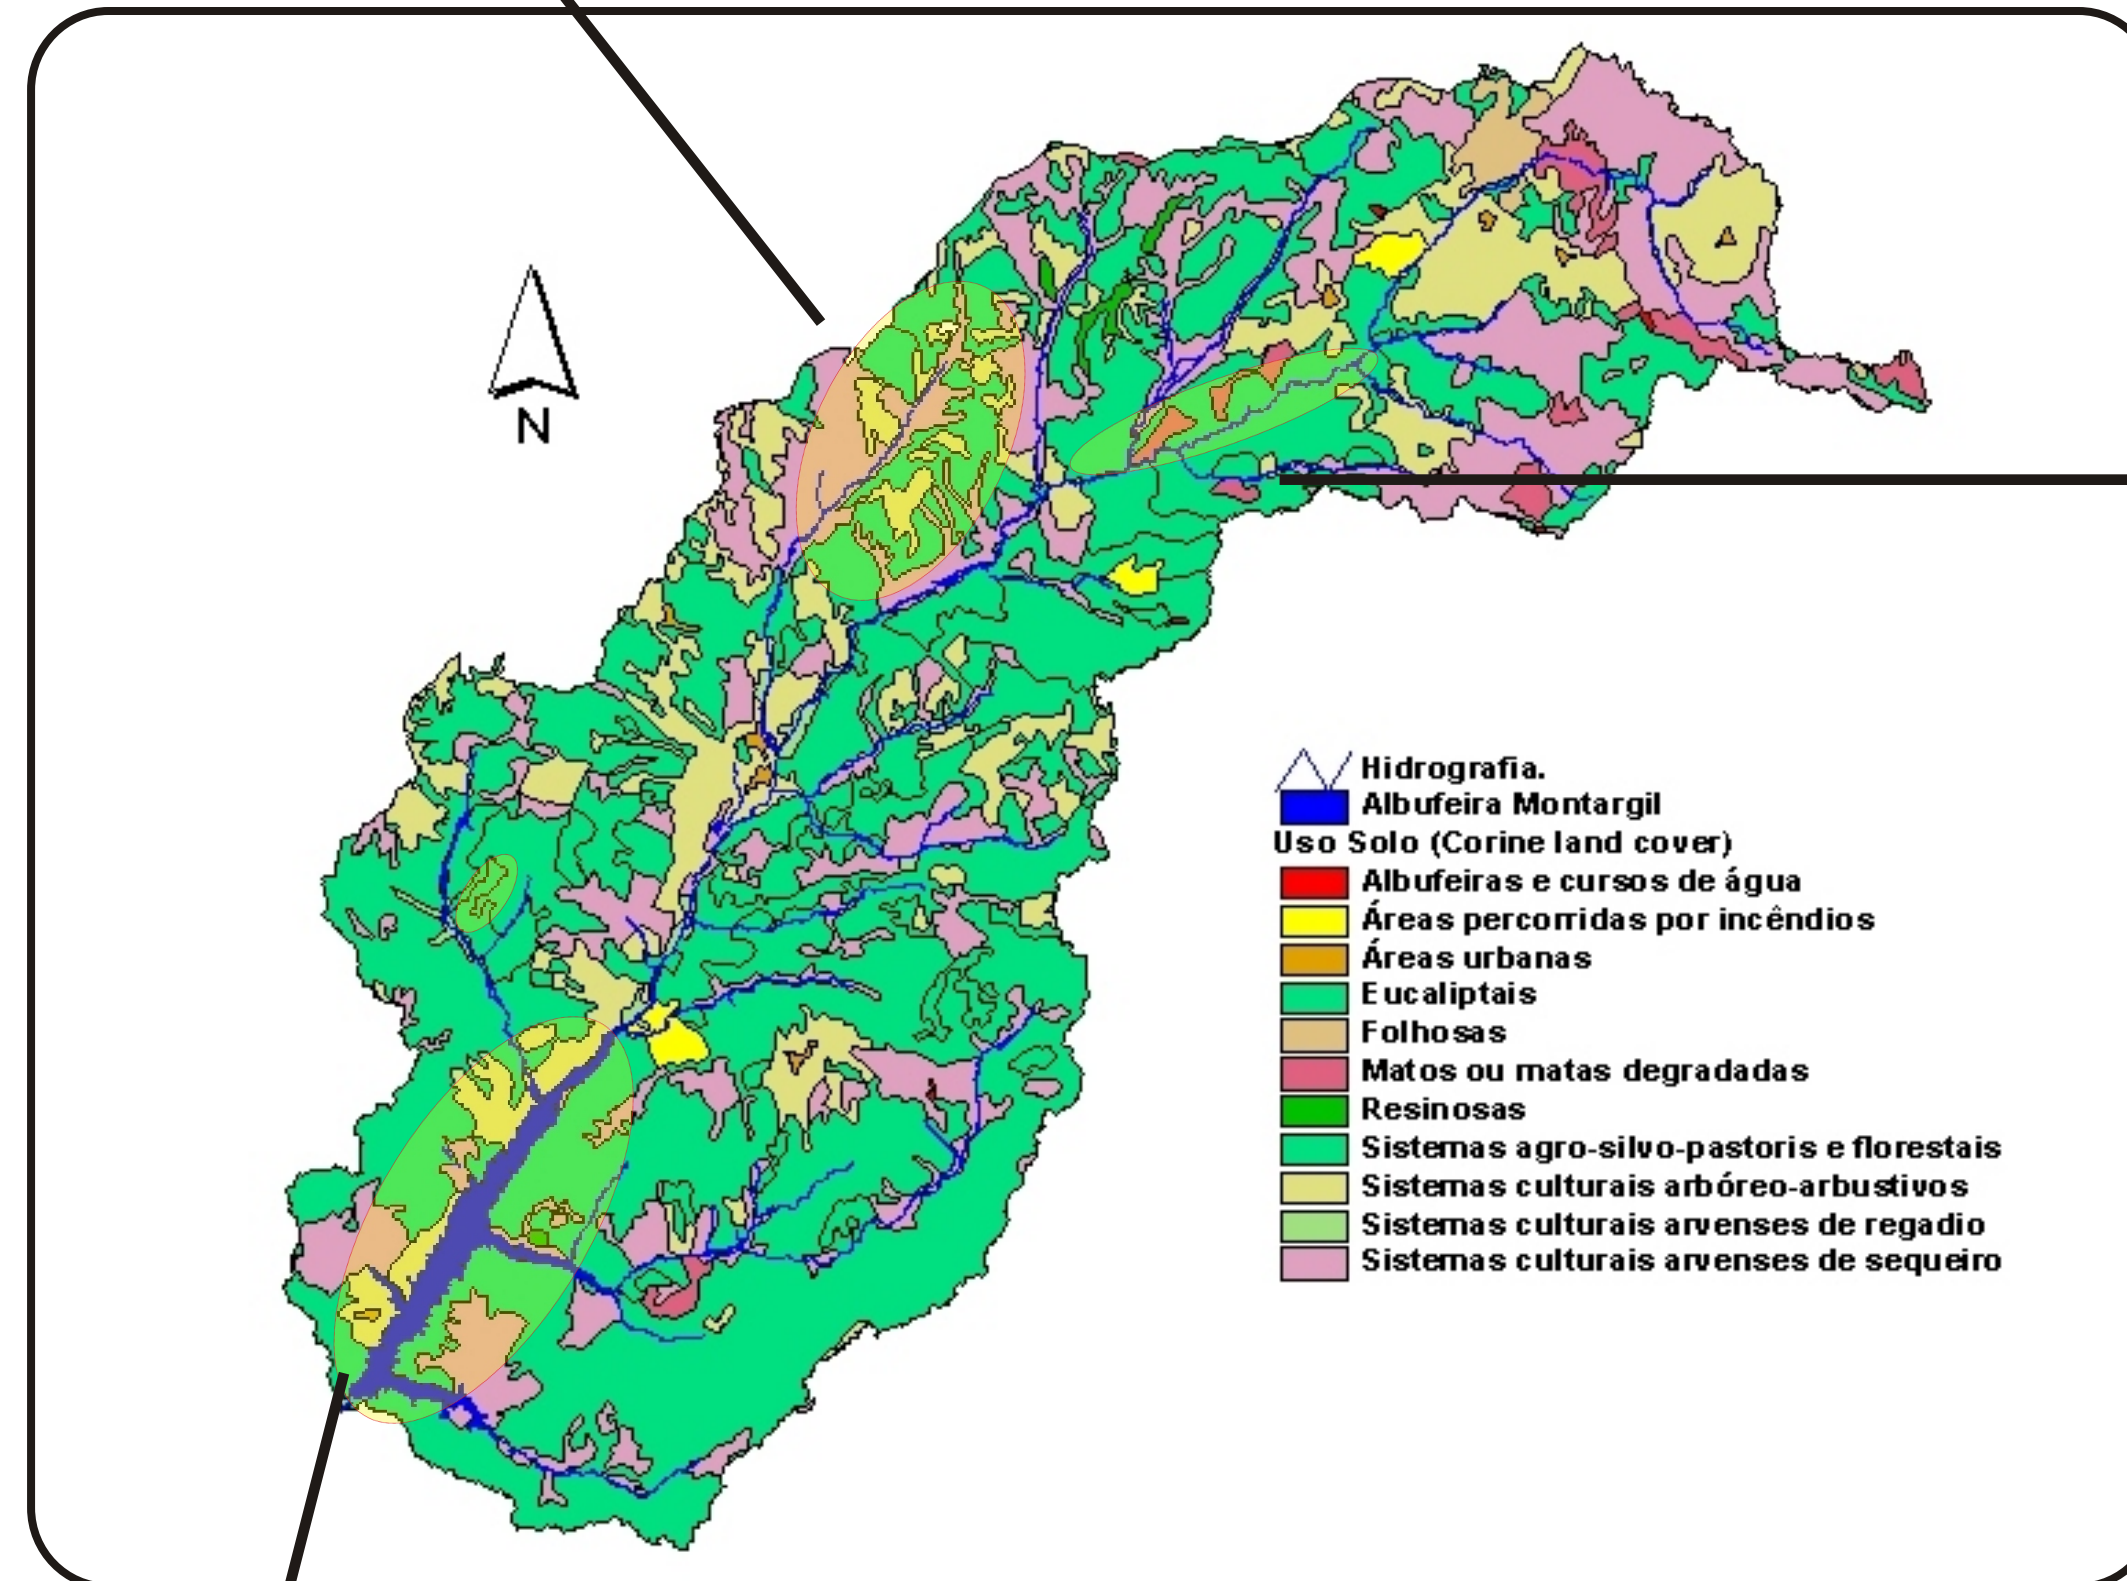 N
Hidrografia.
Albufeira Montargil
Uso Solo (Corine land cover)
Albufeiras e cursos de água
Áreas percorridas por incêndios
Áreas urbanas
Eucaliptais
Folhosas
Matos ou matas degradadas
Resinosas
Sistemas agro-silvo-pastoris e florestais
Sistemas culturais arbóreo-arbustivos
Sistemas culturais arvenses de regadio
Sistemas culturais arvenses de sequeiro